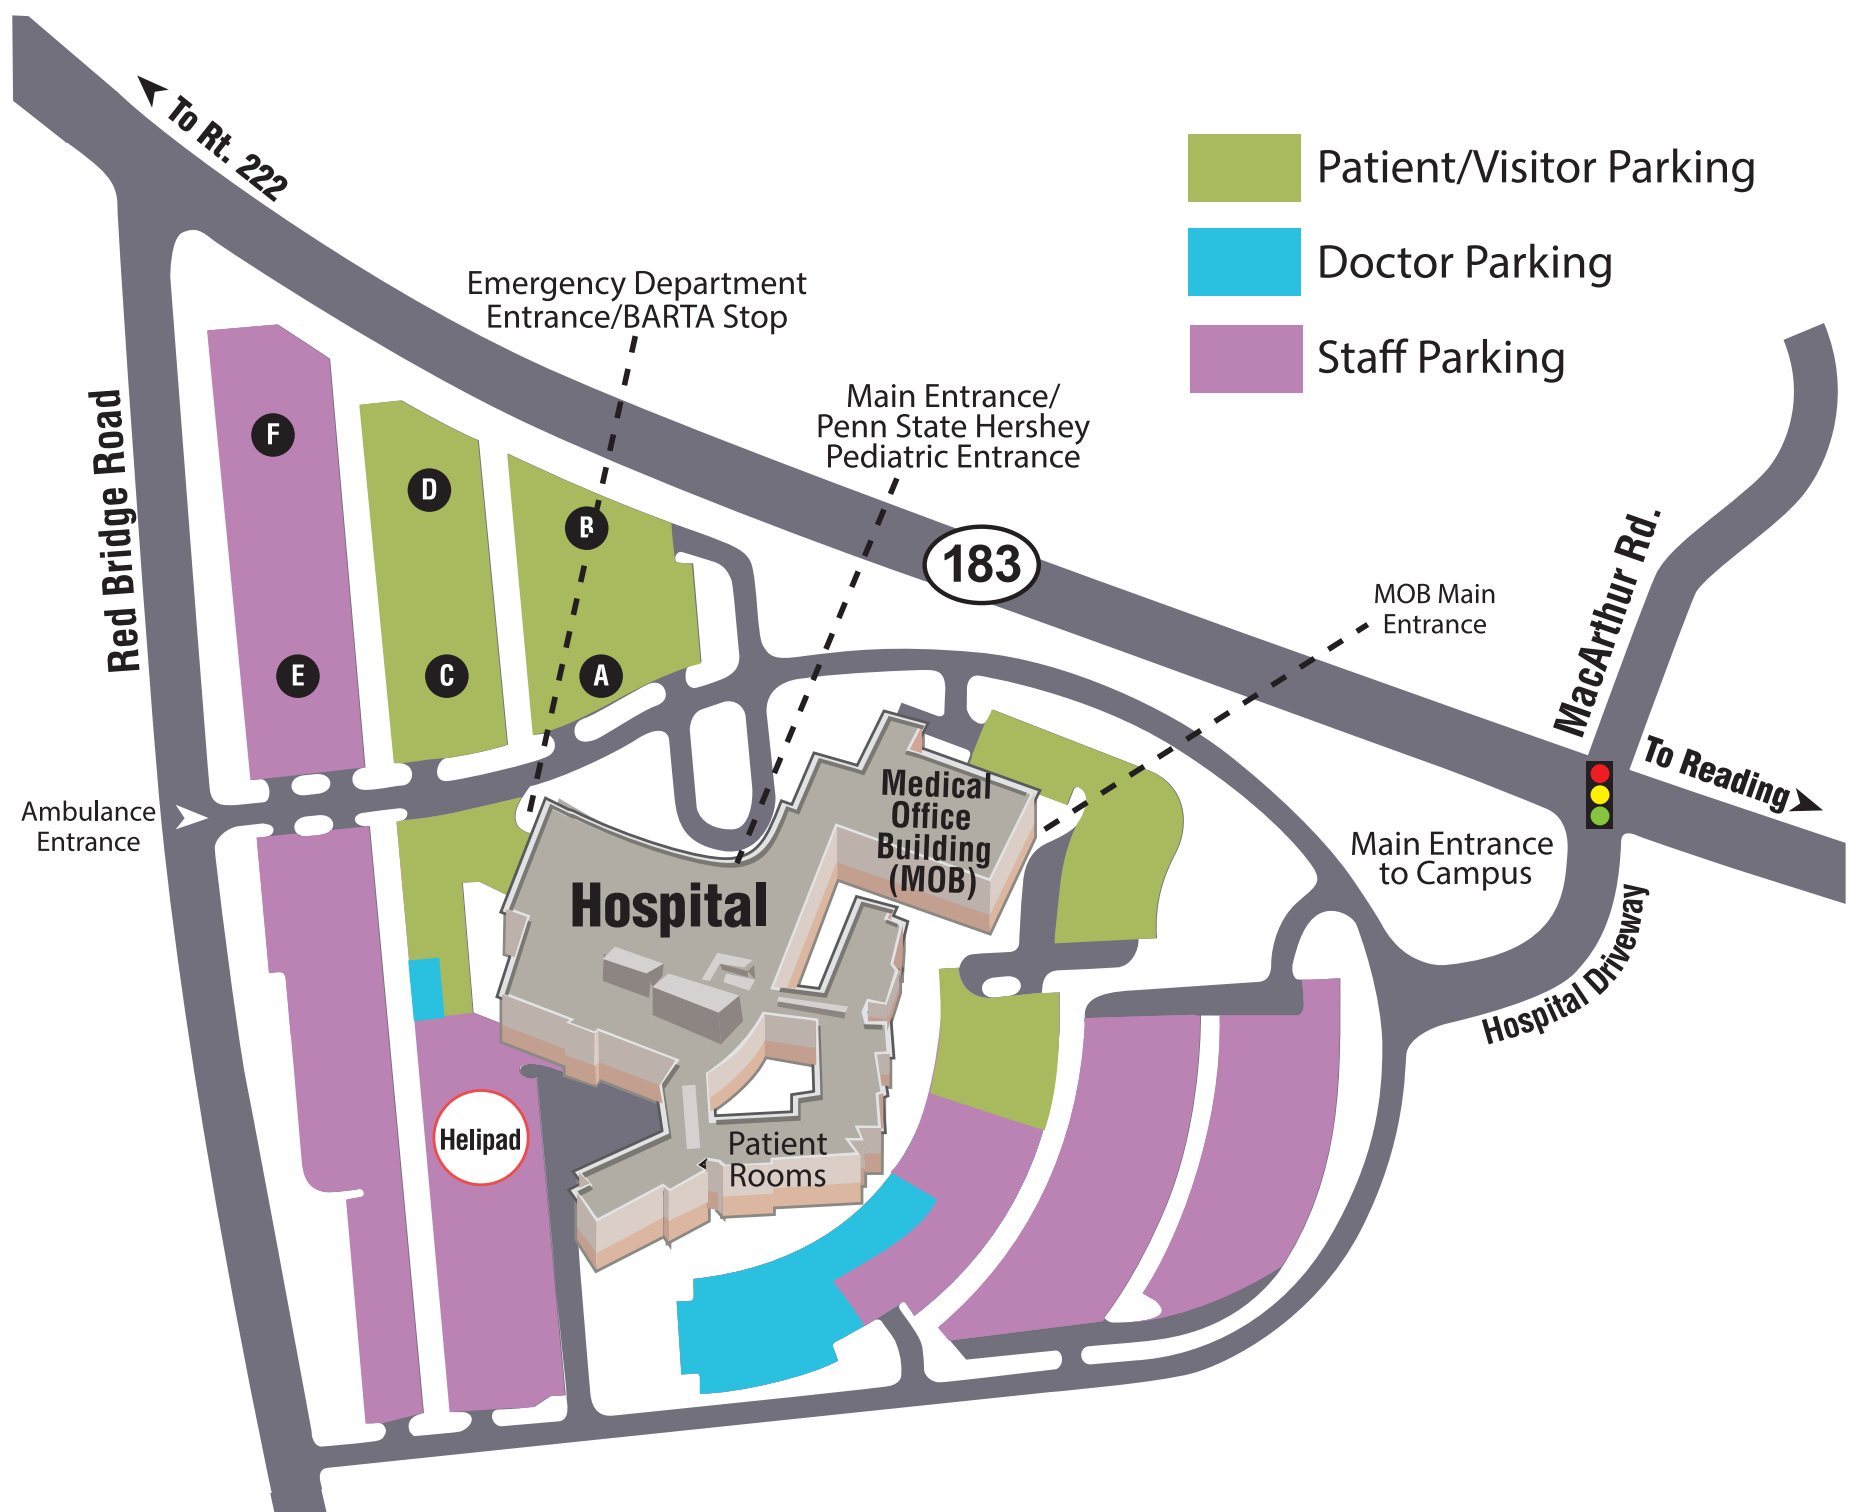 To Rt. 222
Patient/Visitor Parking
Doctor Parking
Staff Parking
Emergency Department
Entrance/BARTA Stop
Main Entrance/
Penn State Hershey
Pediatric Entrance
Red Bridge Road
F
D
B
183
MOB Main
Entrance
MacArthur Rd.
E
C
A
To Reading
Ambulance
Entrance
Medical
Office
Building
(MOB)
Main Entrance
to Campus
Hospital
Hospital Driveway
Helipad
Patient
Rooms